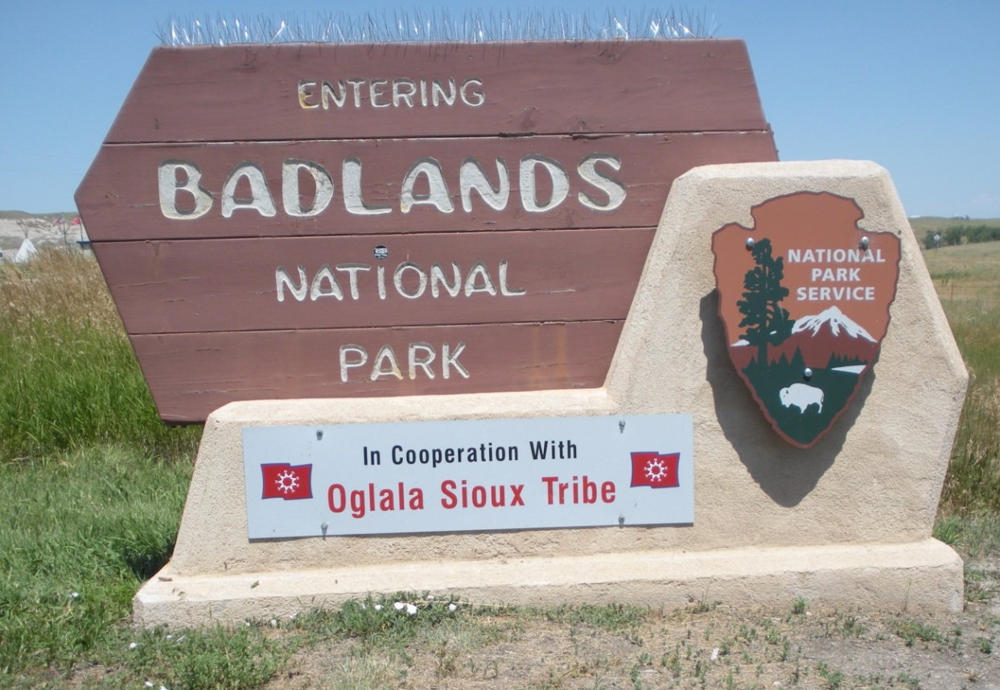 ENTERING
BADLANDS
NATIONAL
PARK
NATIONAL
PARK
SERVICE
In Cooperation With
Oglala Sioux Tribe